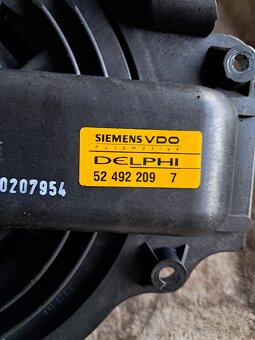 SIEMENS VDO
Automotive
DELPHI
52 492 209 7
0207954